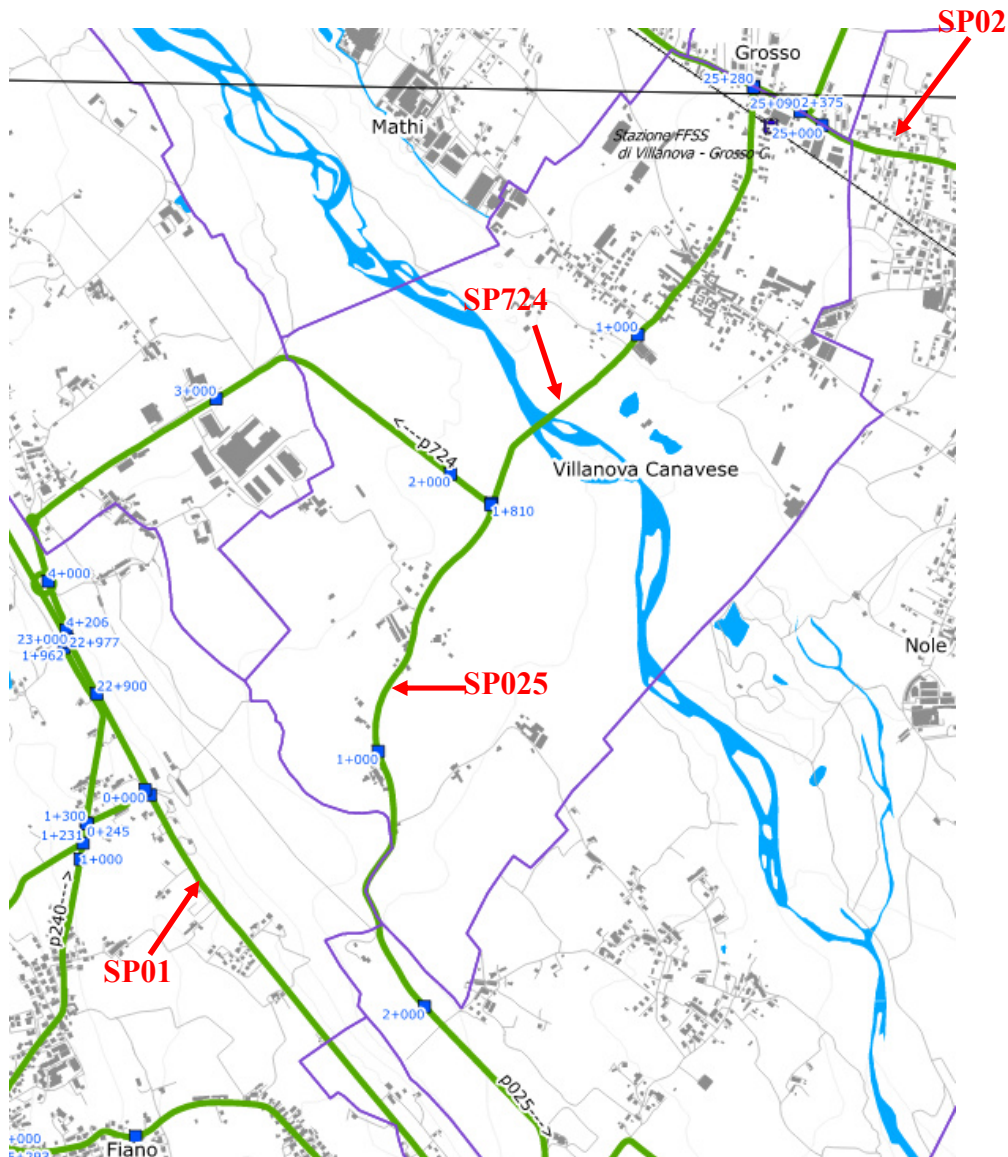 SP02
Grosso
25+280
25+090
2+375
25+000
Mathi
Stazione FFSS
di Villanova - Grosso C.
SP724
1+000
3+000
<---p724
2+000
Villanova Canavese
1+810
4+000
4+206
23+000
22+977
1+962
Nole
22+900
SP025
1+000
0+000
1+300
0+245
1+231
1+000
p240--->
SP01
2+000
p025--->
+000
Fiano